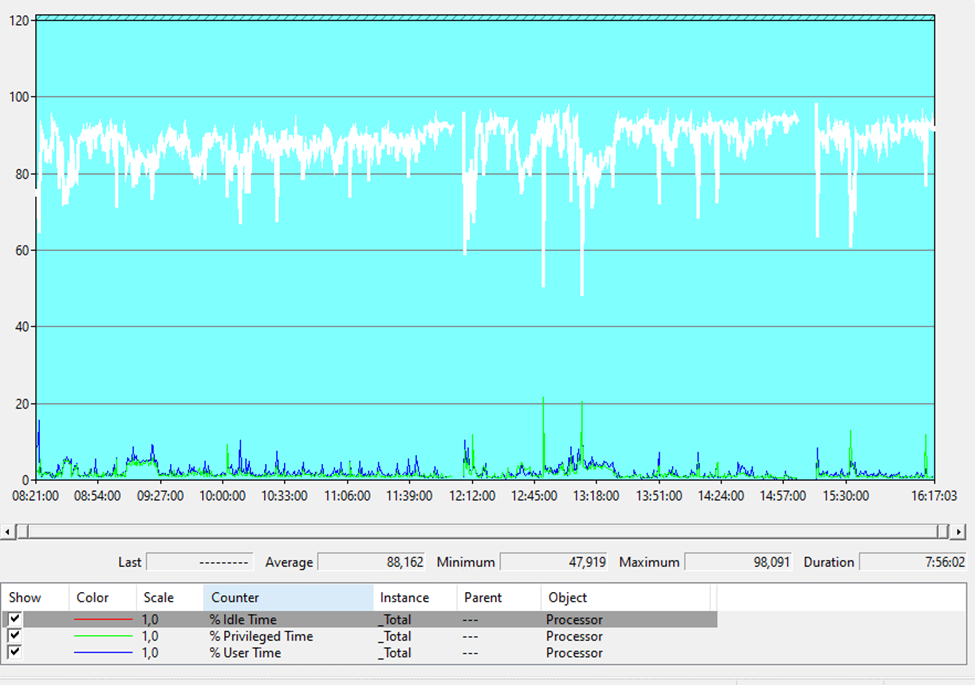 120
100
80
60
40
20
0
08:21:00 08:54:00 09:27:00 10:00:00 10:33:00 11:06:00 11:39:00 12:12:00 12:45:00 13:18:00 13:51:00 14:24:00 14:57:00 15:30:00 16:17:03
Last --------- Average 88,162 Minimum 47,919 Maximum 98,091 Duration 7:56:02
Show Color Scale Counter Instance Parent Object
1,0 % Idle Time _Total --- Processor
1,0 % Privileged Time _Total --- Processor
1,0 % User Time _Total --- Processor